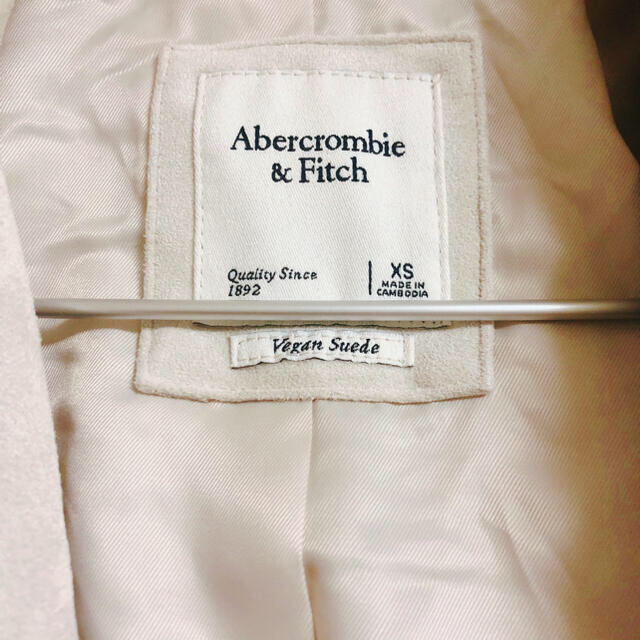 Abercrombie
& Fitch
Quality Since
1892
XS
MADE IN
CAMBODIA
Vegan Suede